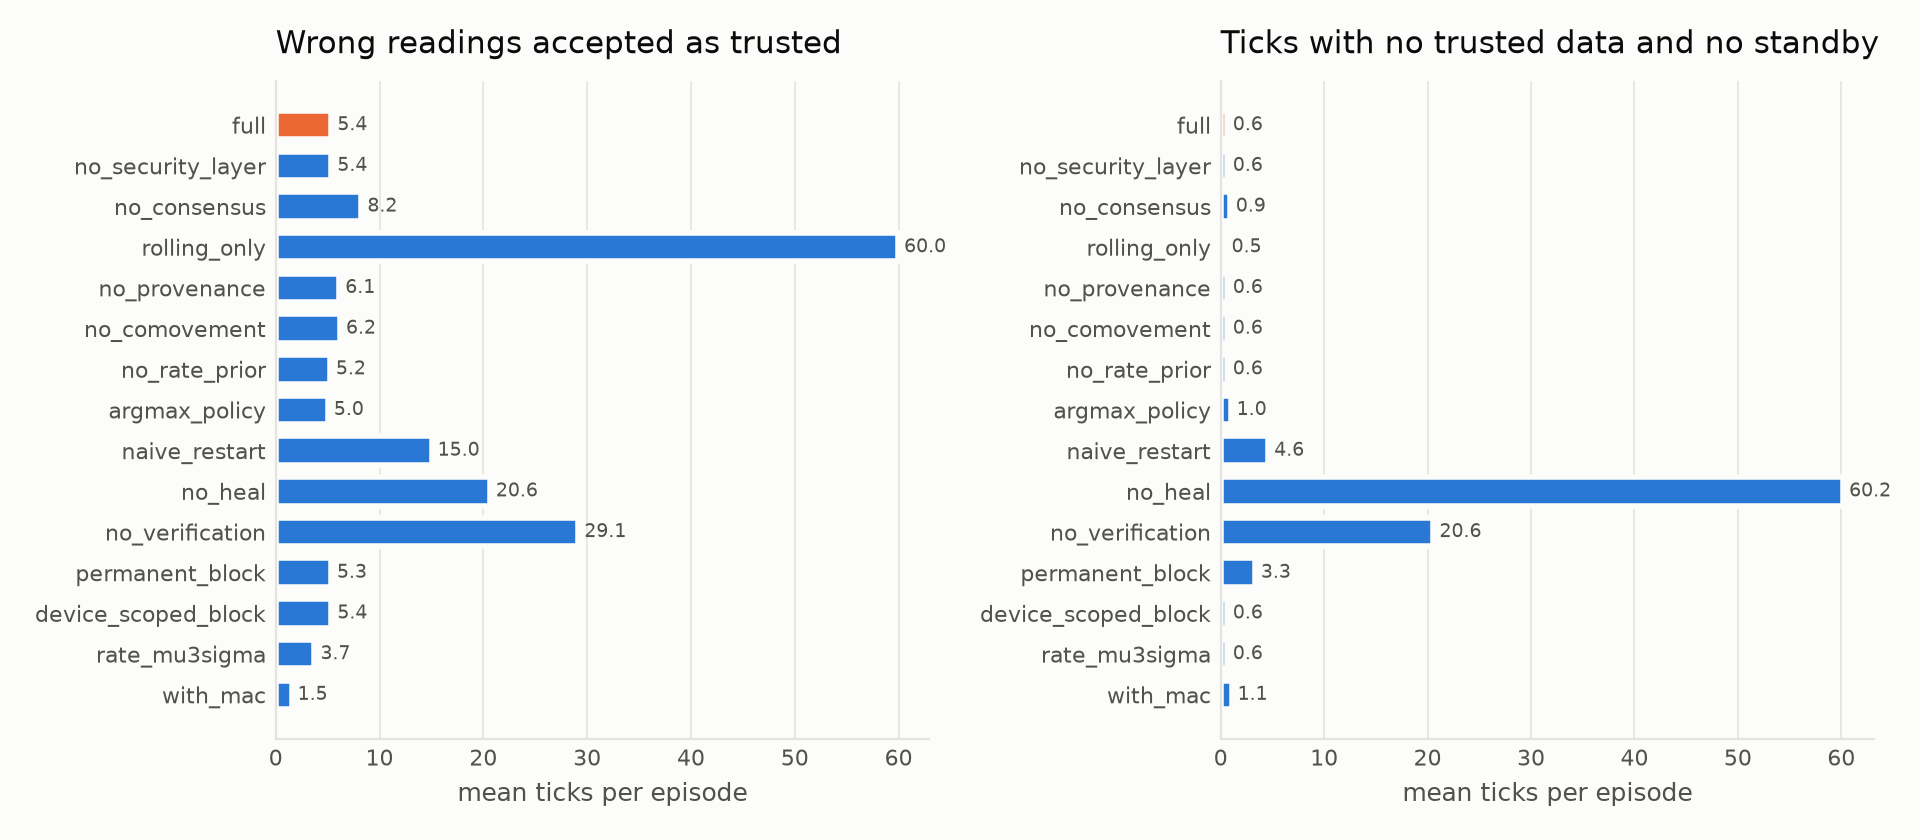 Wrong readings accepted as trusted
full 5.4
no_security_layer 5.4
no_consensus 8.2
rolling_only 60.0
no_provenance 6.1
no_comovement 6.2
no_rate_prior 5.2
argmax_policy 5.0
naive_restart 15.0
no_heal 20.6
no_verification 29.1
permanent_block 5.3
device_scoped_block 5.4
rate_mu3sigma 3.7
with_mac 1.5
0 10 20 30 40 50 60
mean ticks per episode
Ticks with no trusted data and no standby
full 0.6
no_security_layer 0.6
no_consensus 0.9
rolling_only 0.5
no_provenance 0.6
no_comovement 0.6
no_rate_prior 0.6
argmax_policy 1.0
naive_restart 4.6
no_heal 60.2
no_verification 20.6
permanent_block 3.3
device_scoped_block 0.6
rate_mu3sigma 0.6
with_mac 1.1
0 10 20 30 40 50 60
mean ticks per episode